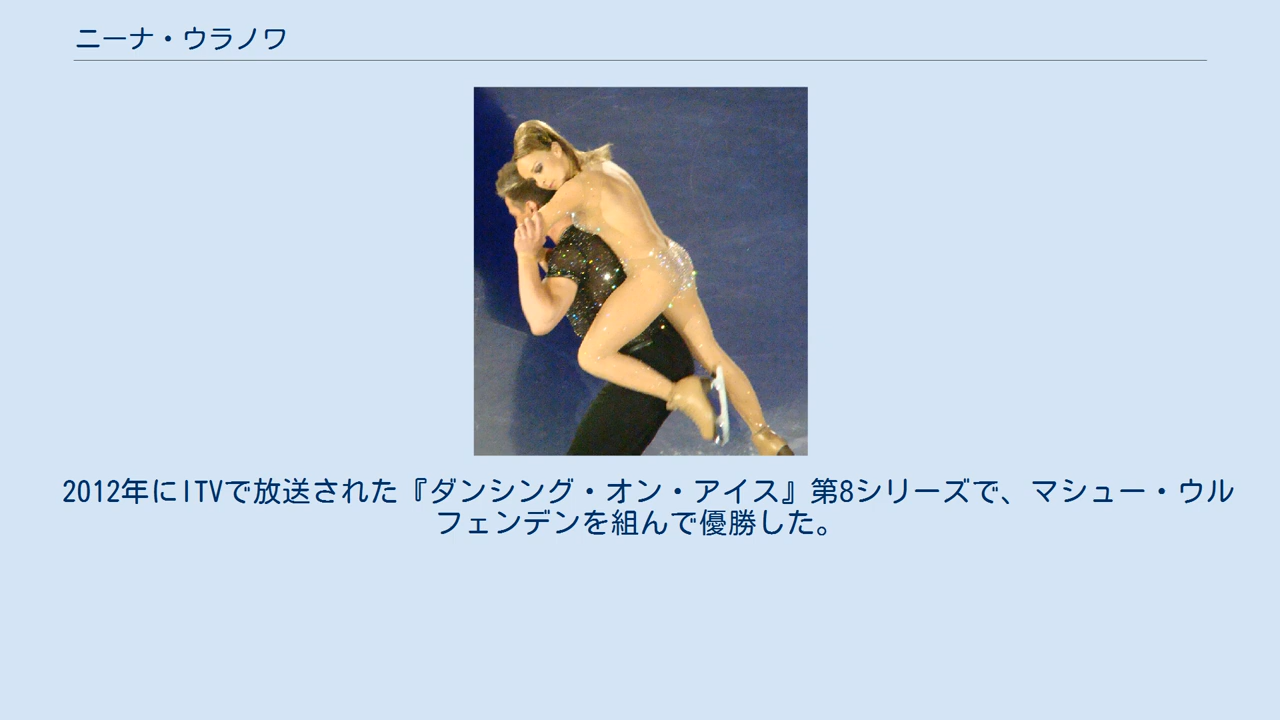 ニーナ・ウラノワ
2012年にITVで放送された『ダンシング・オン・アイス』第8シリーズで、マシュー・ウル
フェンデンを組んで優勝した。